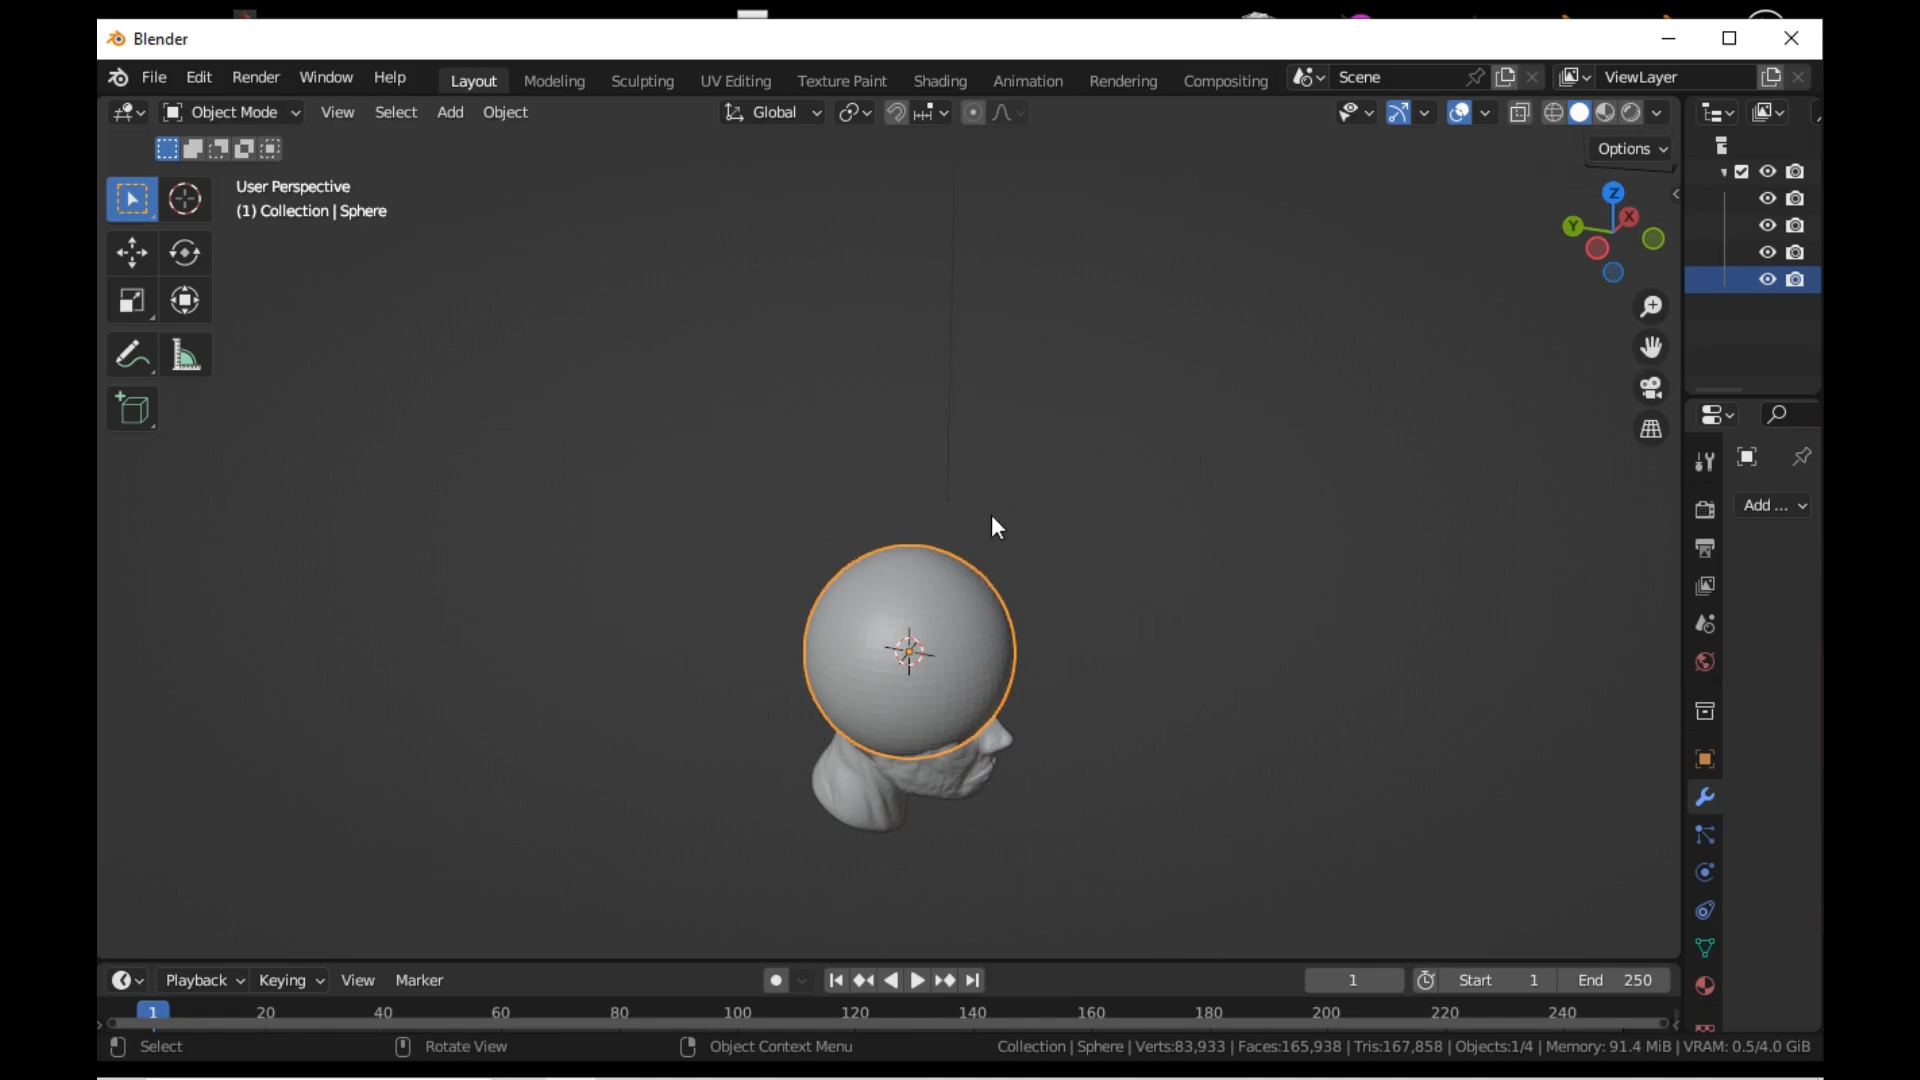 Blender
File Edit Render Window Help Layout Modeling Sculpting UV Editing Texture Paint Shading Animation Rendering Compositing Scene ViewLayer
Object Mode View Select Add Object Global
Options
User Perspective
(1) Collection | Sphere
Z
X
Y
Add ...
Playback Keying View Marker 1 Start 1 End 250
1 20 40 60 80 100 120 140 160 180 200 220 240
Select Rotate View Object Context Menu Collection | Sphere | Verts:83,933 | Faces:165,938 | Tris:167,858 | Objects:1/4 | Memory: 91.4 MiB | VRAM: 0.5/4.0 GiB